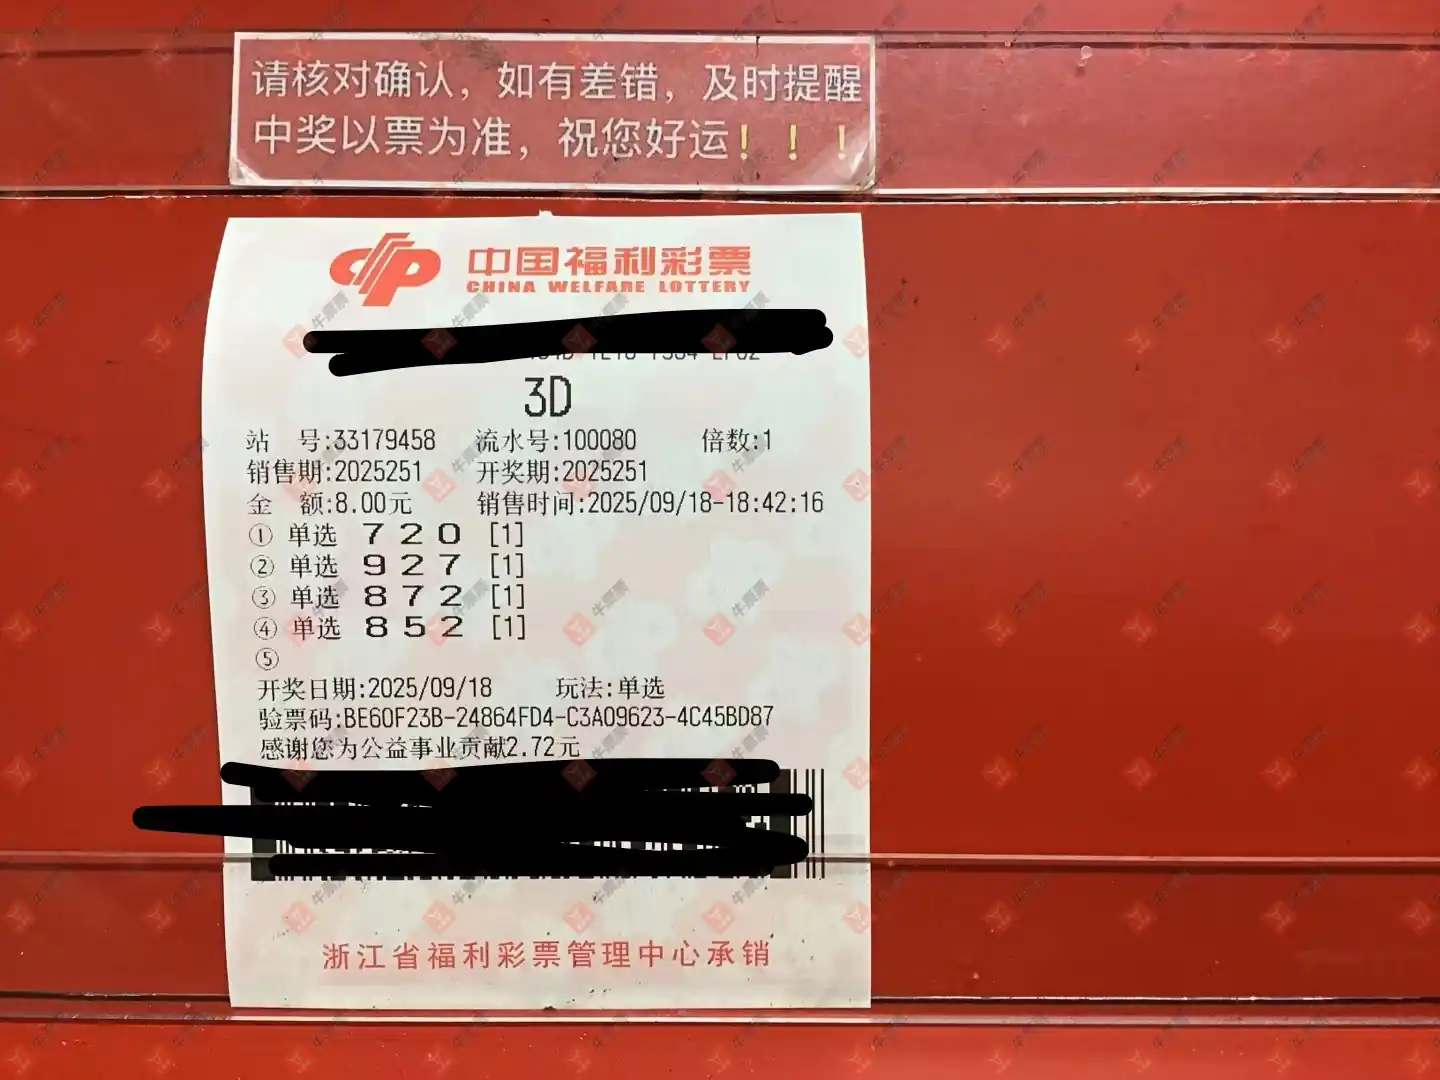 请核对确认，如有差错，及时提醒
中奖以票为准，祝您好运！！！
中国福利彩票
CHINA WELFARE LOTTERY
3D
站 号:33179458 流水号:100080 倍数:1
销售期:2025251 开奖期:2025251
金 额:8.00元 销售时间:2025/09/18-18:42:16
① 单选 7 2 0 [1]
② 单选 9 2 7 [1]
③ 单选 8 7 2 [1]
④ 单选 8 5 2 [1]
⑤
开奖日期:2025/09/18 玩法:单选
验票码:BE60F23B-24864FD4-C3A09623-4C45BD87
感谢您为公益事业贡献2.72元
浙江省福利彩票管理中心承销
牛票票